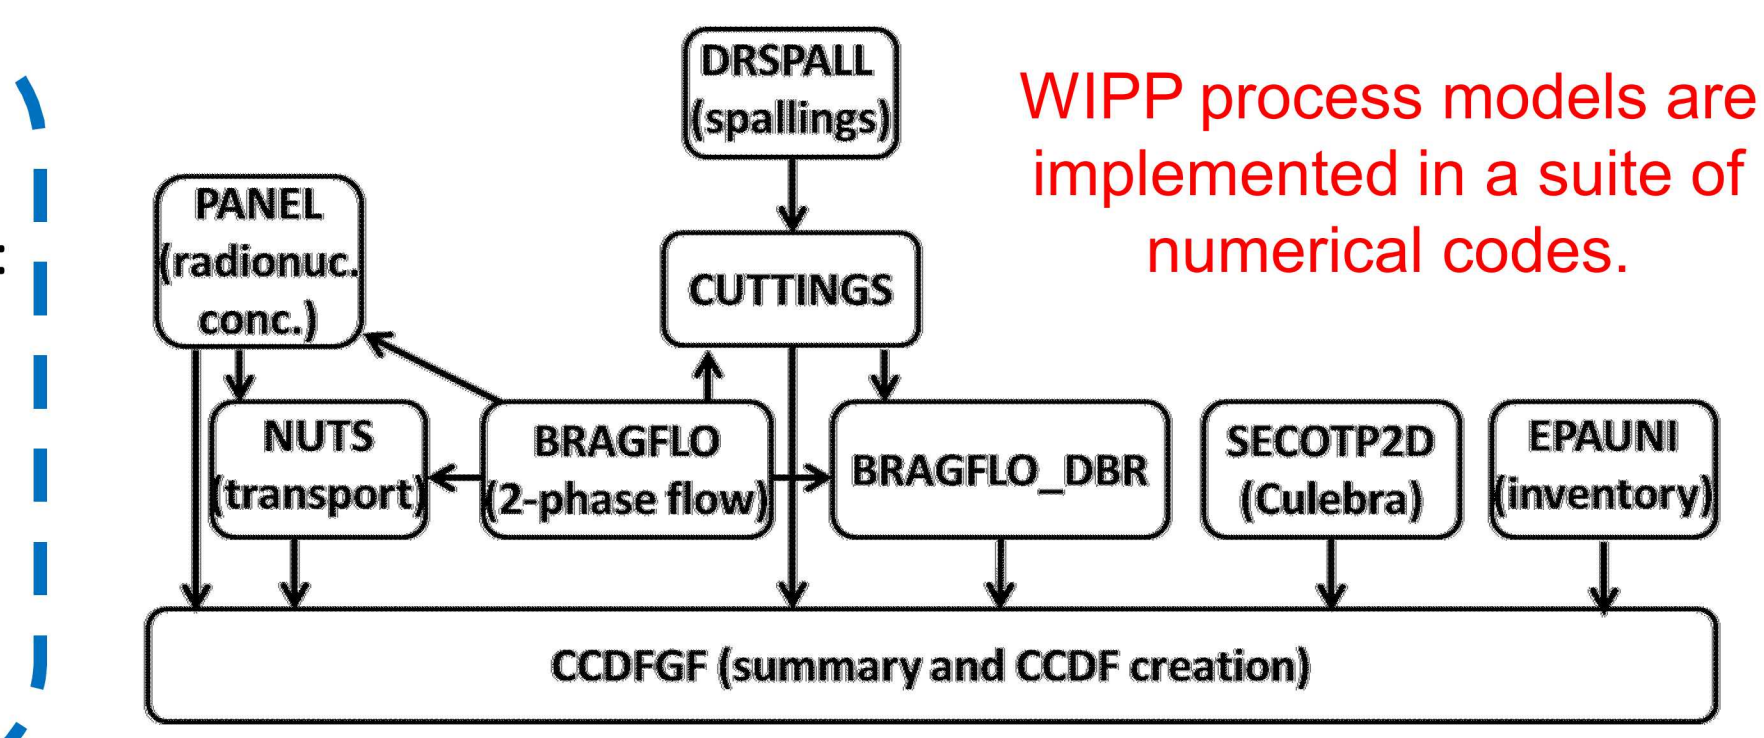 DRSPALL
(spallings)
WIPP process models are
implemented in a suite of
numerical codes.
PANEL
(radionuc.
conc.)
:
CUTTINGS
NUTS
(transport)
BRAGFLO
(2-phase flow)
BRAGFLO_DBR
SECOTP2D
(Culebra)
EPAUNI
(inventory)
CCDFGF (summary and CCDF creation)